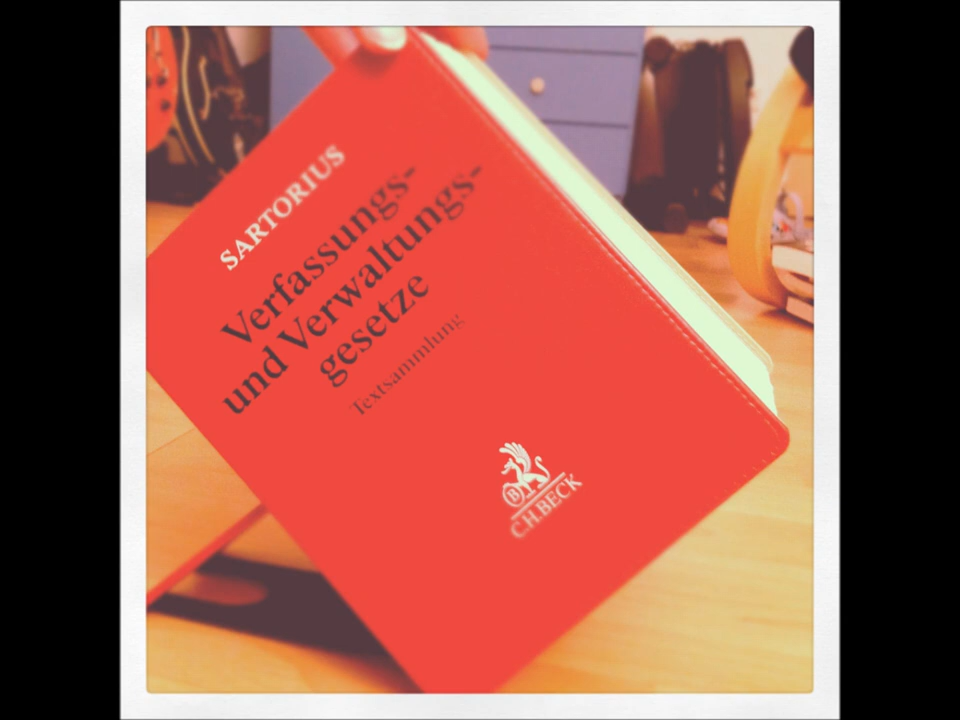 SARTORIUS
Verfassungs-
und Verwaltungs-
gesetze
Textsammlung
B
C.H.BECK